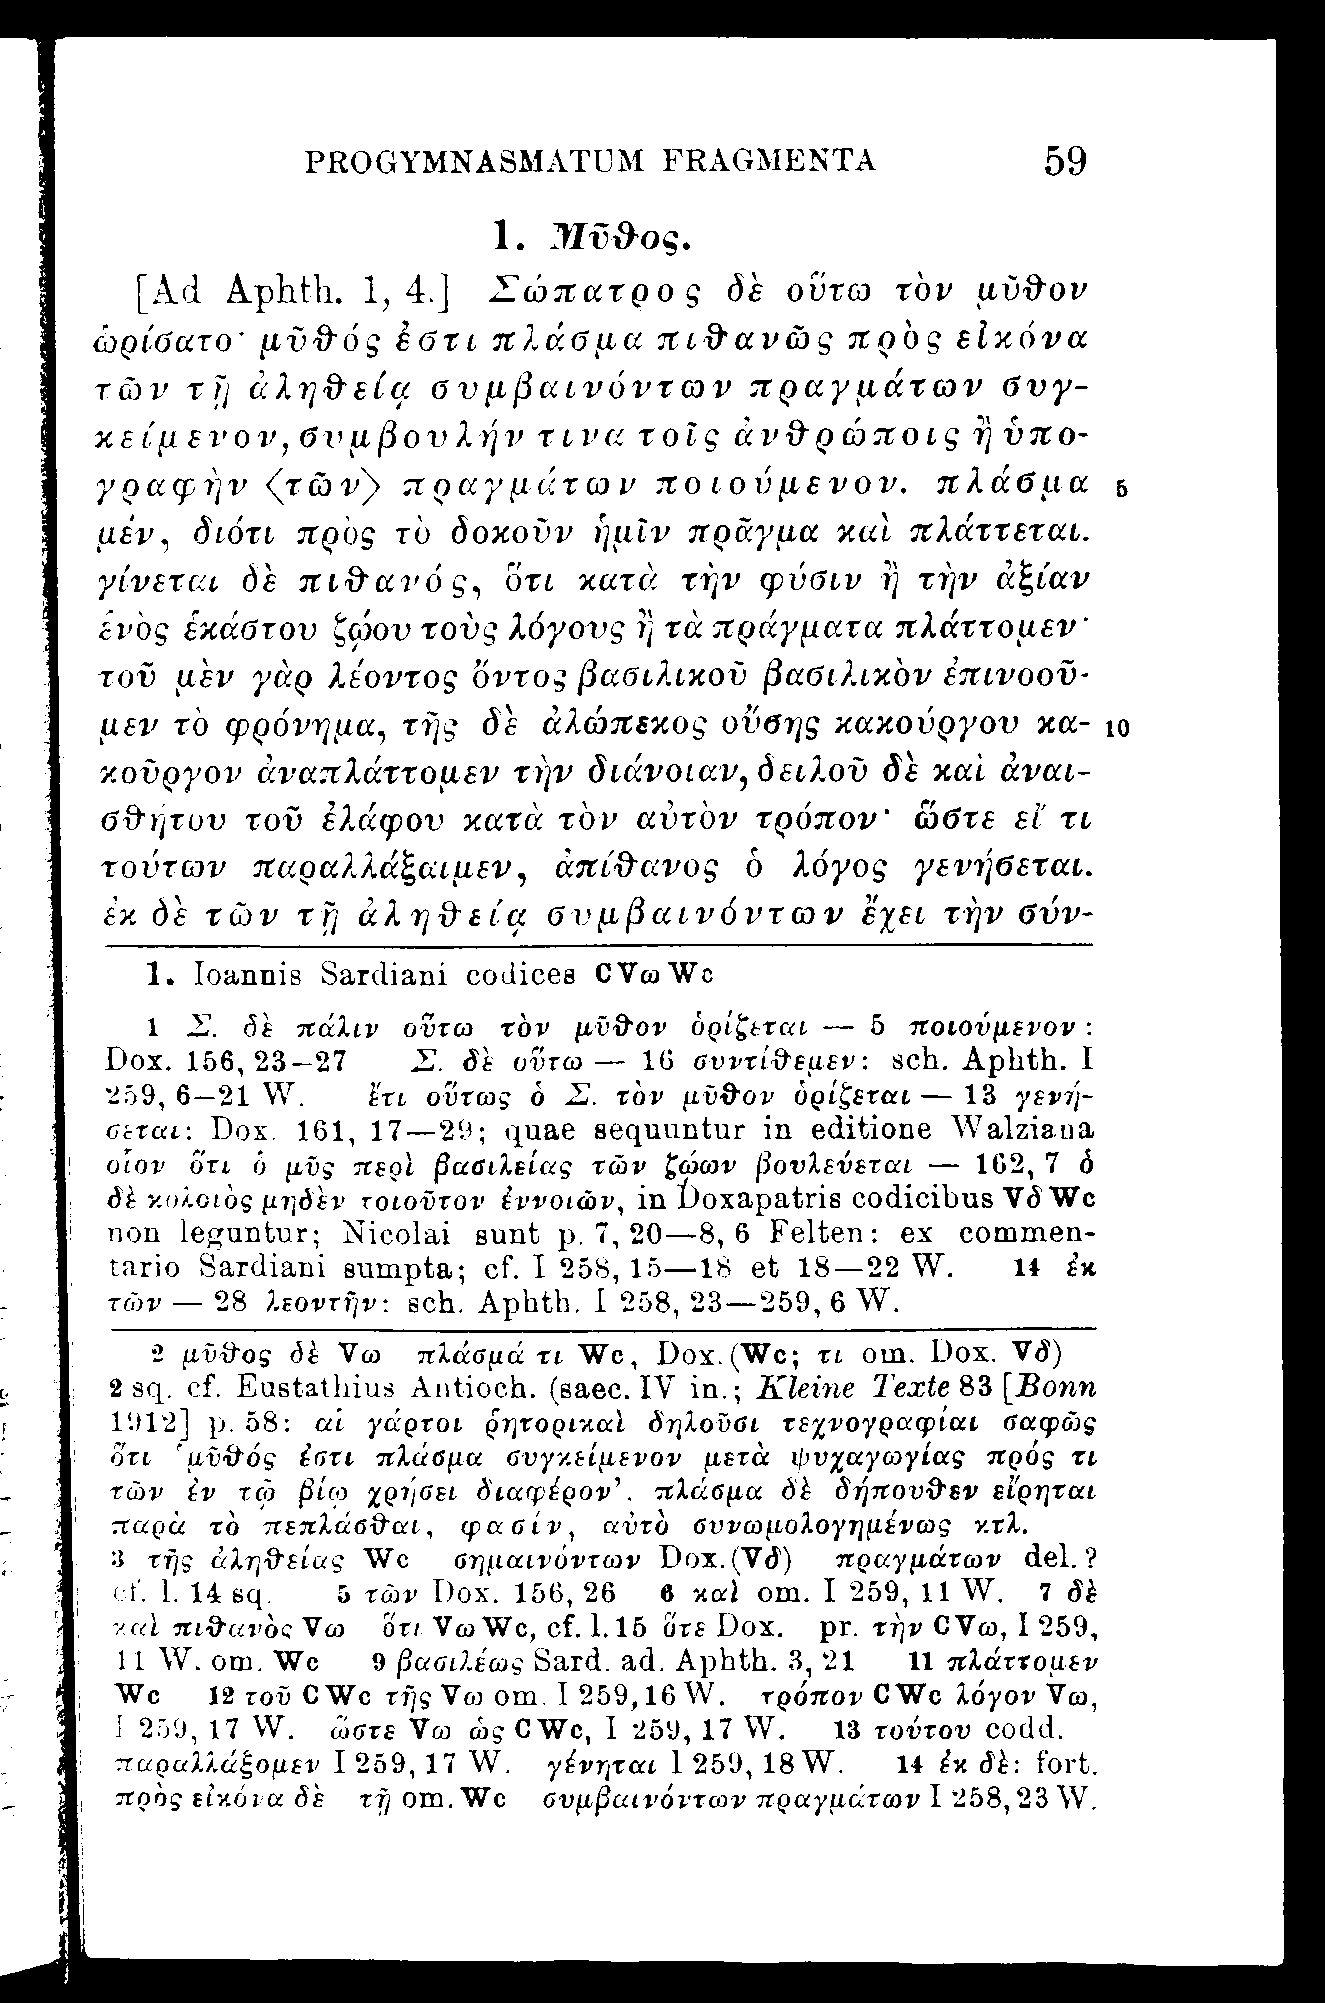 PROGYMNASMATUM FRAGMENTA 59
1. Μῦθος.
[Ad Aphth. 1, 4.] Σώπατρος δὲ οὕτω τὸν μῦθον
ὡρίσατο· μῦθός ἐστι πλάσμα πιθανῶς πρὸς εἰκόνα
τῶν τῇ ἀληθείᾳ συμβαινόντων πραγμάτων συγ-
κείμενον, συμβουλήν τινα τοῖς ἀνθρώποις ἢ ὑπο-
γραφὴν ⟨τῶν⟩ πραγμάτων ποιούμενον. πλάσμα 5
μέν, διότι πρὸς τὸ δοκοῦν ἡμῖν πρᾶγμα καὶ πλάττεται.
γίνεται δὲ πιθανός, ὅτι κατὰ τὴν φύσιν ἢ τὴν ἀξίαν
ἑνὸς ἑκάστου ζῴου τοὺς λόγους ἢ τὰ πράγματα πλάττομεν·
τοῦ μὲν γὰρ λέοντος ὄντος βασιλικοῦ βασιλικὸν ἐπινοοῦ-
μεν τὸ φρόνημα, τῆς δὲ ἀλώπεκος οὔσης κακούργου κα- 10
κοῦργον ἀναπλάττομεν τὴν διάνοιαν, δειλοῦ δὲ καὶ ἀναι-
σθήτου τοῦ ἐλάφου κατὰ τὸν αὐτὸν τρόπον· ὥστε εἴ τι
τούτων παραλλάξαιμεν, ἀπίθανος ὁ λόγος γενήσεται.
ἐκ δὲ τῶν τῇ ἀληθείᾳ συμβαινόντων ἔχει τὴν σύν-
1. Ioannis Sardiani codices CVωWc
1 Σ. δὲ πάλιν οὕτω τὸν μῦθον ὁρίζεται — 5 ποιούμενον:
Dox. 156, 23–27 Σ. δὲ οὕτω — 16 συντίθεμεν: sch. Aphth. I
259, 6–21 W. ἔτι οὕτως ὁ Σ. τὸν μῦθον ὁρίζεται — 13 γενή-
σεται: Dox. 161, 17—29; quae sequuntur in editione Walziana
οἷον ὅτι ὁ μῦς περὶ βασιλείας τῶν ζῴων βουλεύεται — 162, 7 ὁ
δὲ κολοιὸς μηδὲν τοιοῦτον ἐννοιῶν, in Doxapatris codicibus Vδ Wc
non leguntur; Nicolai sunt p. 7, 20—8, 6 Felten: ex commen-
tario Sardiani sumpta; cf. I 258, 15—18 et 18—22 W. 14 ἐκ
τῶν — 28 λεοντῆν: sch. Aphth. I 258, 23—259, 6 W.
2 μῦθος δὲ Vω πλάσμά τι Wc, Dox. (Wc; τι om. Dox. Vδ)
2 sq. cf. Eustathius Antioch. (saec. IV in.; Kleine Texte 83 [Bonn
1912] p. 58: αἱ γάρτοι ῥητορικαὶ δηλοῦσι τεχνογραφίαι σαφῶς
ὅτι ʽμῦθός ἐστι πλάσμα συγκείμενον μετὰ ψυχαγωγίας πρός τι
τῶν ἐν τῷ βίῳ χρήσει διαφέρον’. πλάσμα δὲ δήπουθεν εἴρηται
παρὰ τὸ πεπλάσθαι, φασίν, αὐτὸ συνωμολογημένως κτλ.
3 τῆς ἀληθείας Wc σημαινόντων Dox. (Vδ) πραγμάτων del.?
cf. l. 14 sq. 5 τῶν Dox. 156, 26 6 καὶ om. I 259, 11 W. 7 δὲ
καὶ πιθανὸς Vω ὅτι Vω Wc, cf. l. 15 ὅτε Dox. pr. τὴν CVω, I 259,
11 W. om. Wc 9 βασιλέως Sard. ad. Aphth. 3, 21 11 πλάττομεν
Wc 12 τοῦ CWc τῆς Vω om. I 259, 16 W. τρόπον CWc λόγον Vω,
I 259, 17 W. ὥστε Vω ὡς CWc, I 259, 17 W. 13 τούτου codd.
παραλλάξομεν I 259, 17 W. γένηται I 259, 18 W. 14 ἐκ δὲ: fort.
πρὸς εἰκόνα δὲ τῇ om. Wc συμβαινόντων πραγμάτων I 258, 23 W.